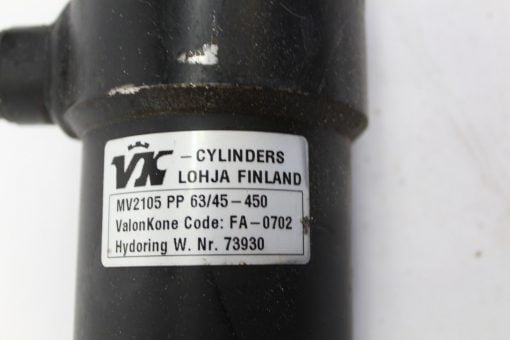 VK -CYLINDERS
LOHJA FINLAND
MV2105 PP 63/45-450
ValonKone Code: FA-0702
Hydoring W. Nr. 73930